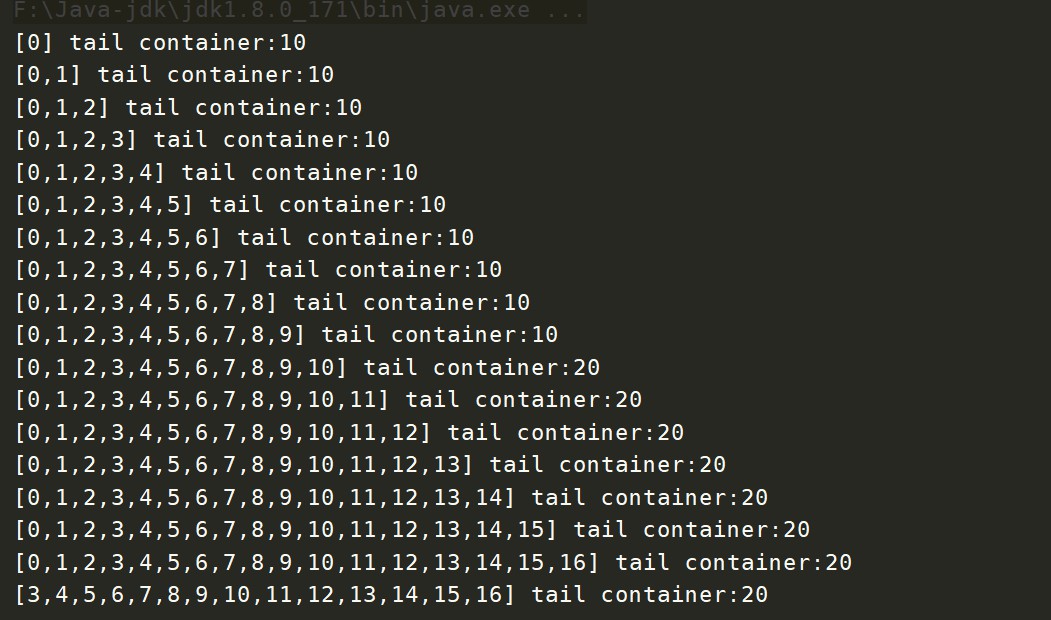 F:\Java-jdk\jdk1.8.0_171\bin\java.exe ...
[0] tail container:10
[0,1] tail container:10
[0,1,2] tail container:10
[0,1,2,3] tail container:10
[0,1,2,3,4] tail container:10
[0,1,2,3,4,5] tail container:10
[0,1,2,3,4,5,6] tail container:10
[0,1,2,3,4,5,6,7] tail container:10
[0,1,2,3,4,5,6,7,8] tail container:10
[0,1,2,3,4,5,6,7,8,9] tail container:10
[0,1,2,3,4,5,6,7,8,9,10] tail container:20
[0,1,2,3,4,5,6,7,8,9,10,11] tail container:20
[0,1,2,3,4,5,6,7,8,9,10,11,12] tail container:20
[0,1,2,3,4,5,6,7,8,9,10,11,12,13] tail container:20
[0,1,2,3,4,5,6,7,8,9,10,11,12,13,14] tail container:20
[0,1,2,3,4,5,6,7,8,9,10,11,12,13,14,15] tail container:20
[0,1,2,3,4,5,6,7,8,9,10,11,12,13,14,15,16] tail container:20
[3,4,5,6,7,8,9,10,11,12,13,14,15,16] tail container:20